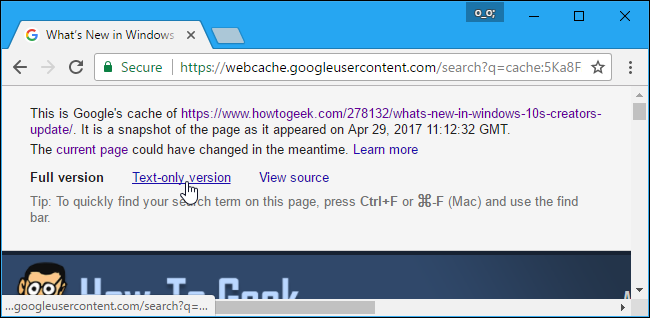 o_o;
What's New in Windows
Secure https://webcache.googleusercontent.com/search?q=cache:5Ka8F
This is Google's cache of https://www.howtogeek.com/278132/whats-new-in-windows-10s-creators-
update/. It is a snapshot of the page as it appeared on Apr 29, 2017 11:12:32 GMT.
The current page could have changed in the meantime. Learn more
Full version Text-only version View source
Tip: To quickly find your search term on this page, press Ctrl+F or ⌘-F (Mac) and use the find
bar.
How-To Geek
...googleusercontent.com/search?q=...